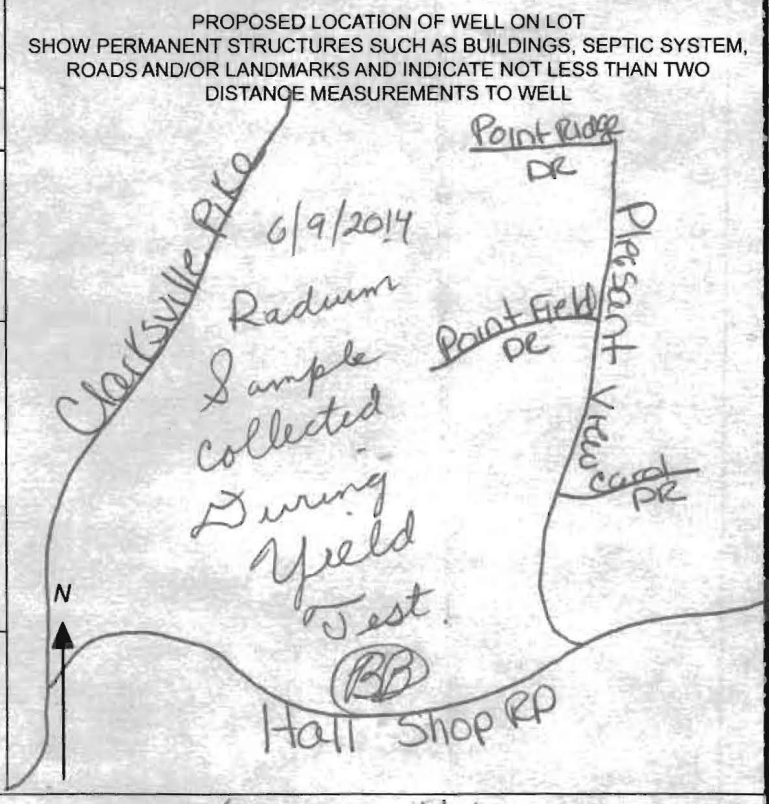 PROPOSED LOCATION OF WELL ON LOT
SHOW PERMANENT STRUCTURES SUCH AS BUILDINGS, SEPTIC SYSTEM,
ROADS AND/OR LANDMARKS AND INDICATE NOT LESS THAN TWO
DISTANCE MEASUREMENTS TO WELL
Point Ridge
DR
Clarksville Pike
6/9/2014
Radium
Sample
collected
During
Yield
Test.
BB
Point Field
DR
Pleasant View
Carol
DR
N
Hall Shop RD